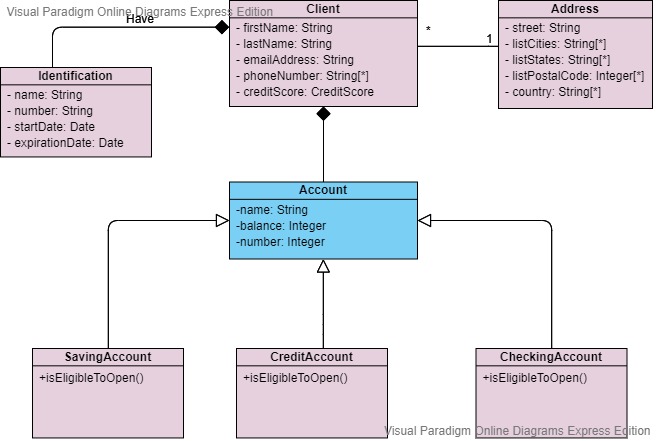 Visual Paradigm Online Diagrams Express Edition
Have
Client
- firstName: String
- lastName: String
- emailAddress: String
- phoneNumber: String[*]
- creditScore: CreditScore
*
1
Address
- street: String
- listCities: String[*]
- listStates: String[*]
- listPostalCode: Integer[*]
- country: String[*]
Identification
- name: String
- number: String
- startDate: Date
- expirationDate: Date
Account
-name: String
-balance: Integer
-number: Integer
SavingAccount
+isEligibleToOpen()
CreditAccount
+isEligibleToOpen()
CheckingAccount
+isEligibleToOpen()
Visual Paradigm Online Diagrams Express Edition